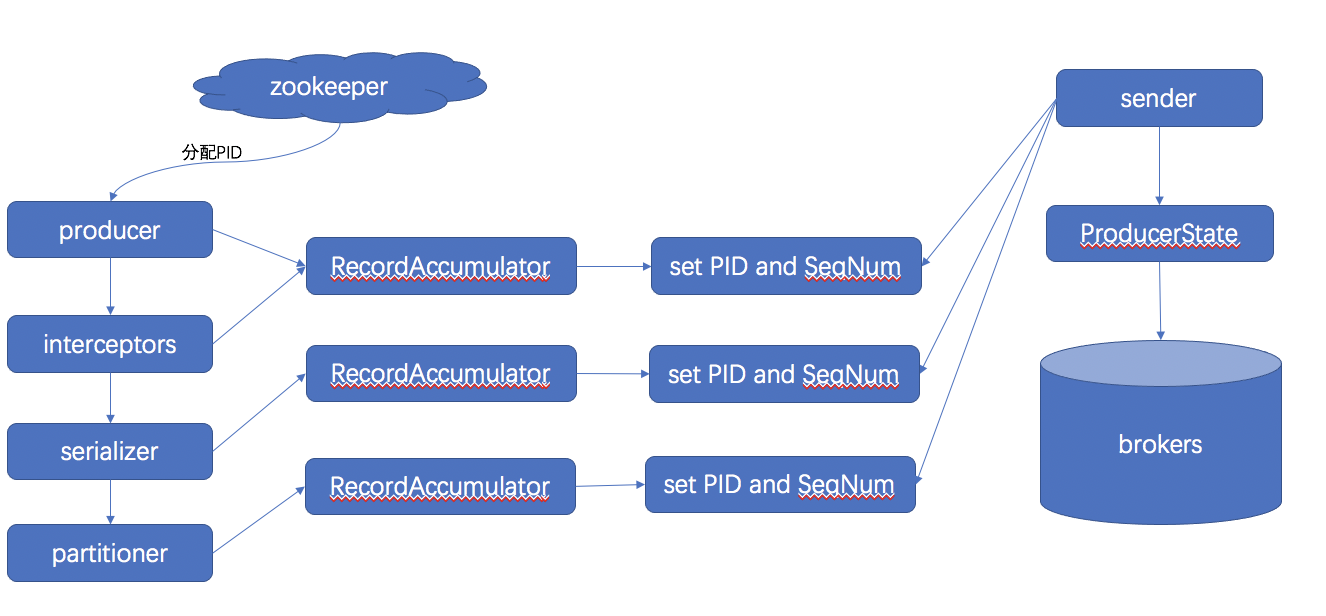 zookeeper
sender
分配PID
producer
ProducerState
RecordAccumulator
set PID and SeqNum
interceptors
RecordAccumulator
set PID and SeqNum
serializer
brokers
RecordAccumulator
set PID and SeqNum
partitioner